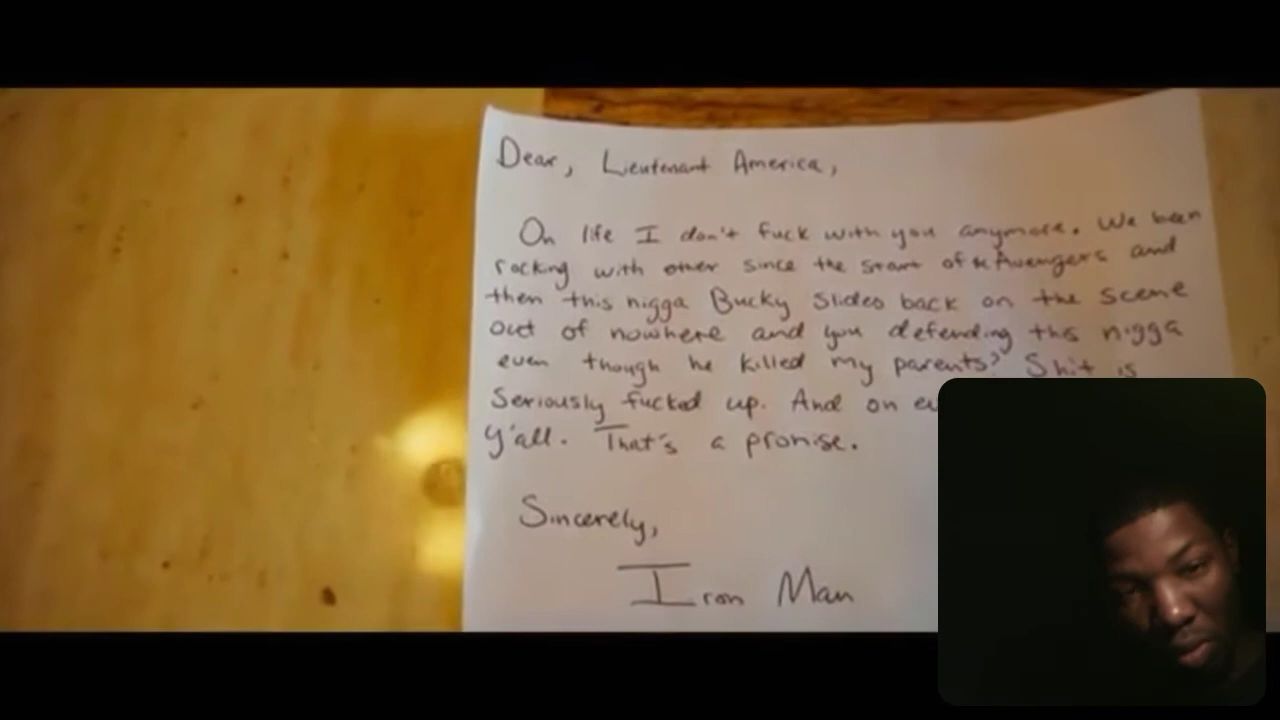 Dear, Lieutenant America,
On life I don't fuck with you anymore. We been
rocking with other since the start of Avengers and
then this nigga Bucky slides back on the scene
out of nowhere and you defending this nigga
even though he killed my parents? Shit is
seriously fucked up. And on
y'all. That's a promise.
Sincerely,
Iron Man